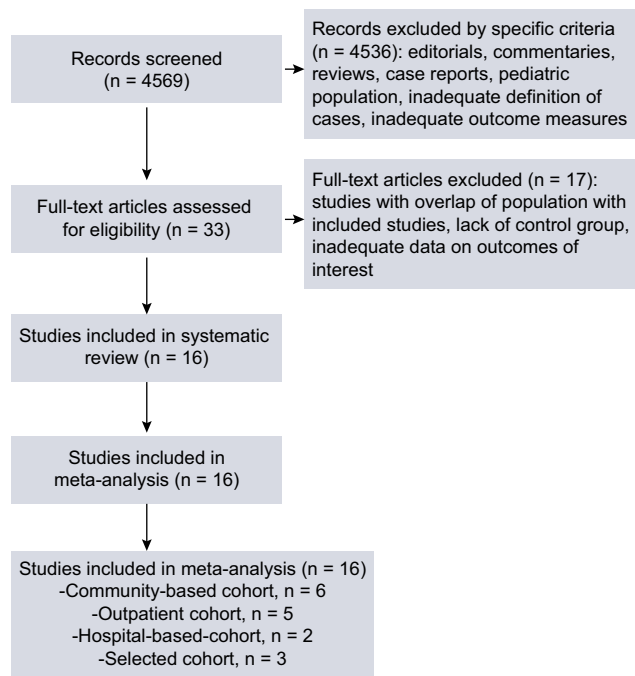 Records screened
(n = 4569)
Records excluded by specific criteria
(n = 4536): editorials, commentaries,
reviews, case reports, pediatric
population, inadequate definition of
cases, inadequate outcome measures
Full-text articles assessed
for eligibility (n = 33)
Full-text articles excluded (n = 17):
studies with overlap of population with
included studies, lack of control group,
inadequate data on outcomes of
interest
Studies included in systematic
review (n = 16)
Studies included in
meta-analysis (n = 16)
Studies included in meta-analysis (n = 16)
-Community-based cohort, n = 6
-Outpatient cohort, n = 5
-Hospital-based-cohort, n = 2
-Selected cohort, n = 3